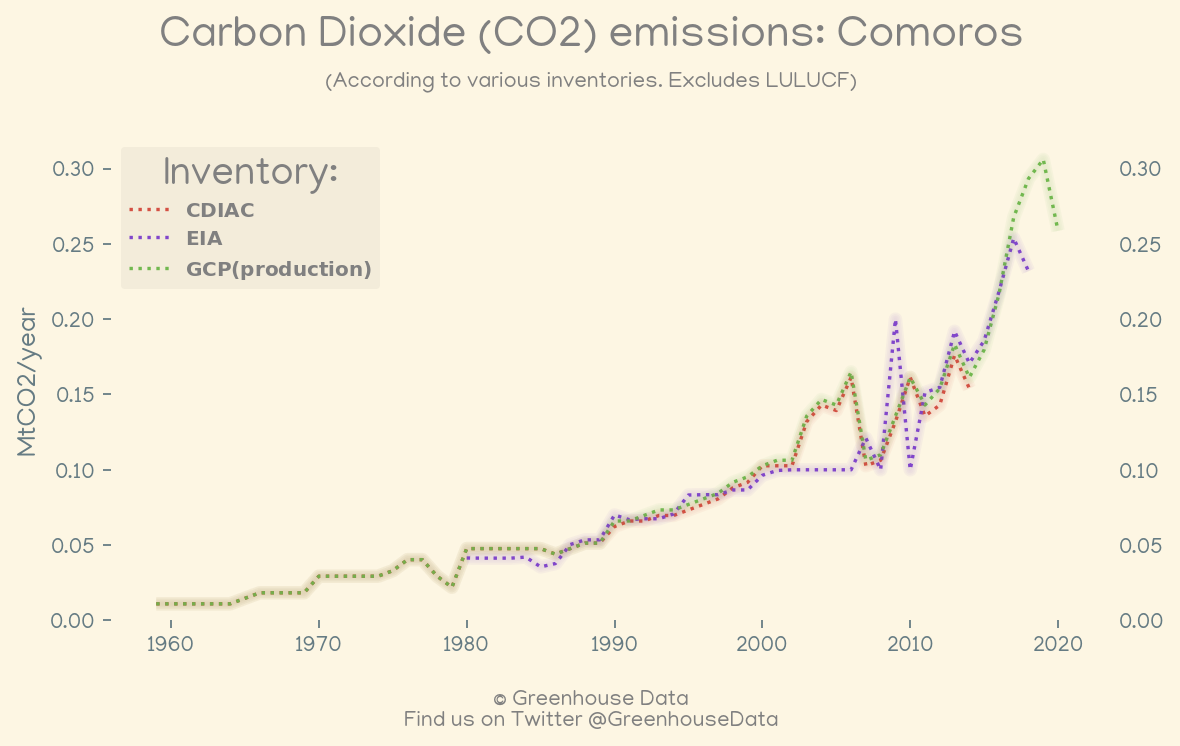 Carbon Dioxide (CO2) emissions: Comoros
(According to various inventories. Excludes LULUCF)
Inventory:
CDIAC
EIA
GCP(production)
MtCO2/year
0.30
0.25
0.20
0.15
0.10
0.05
0.00
0.30
0.25
0.20
0.15
0.10
0.05
0.00
1960 1970 1980 1990 2000 2010 2020
© Greenhouse Data
Find us on Twitter @GreenhouseData